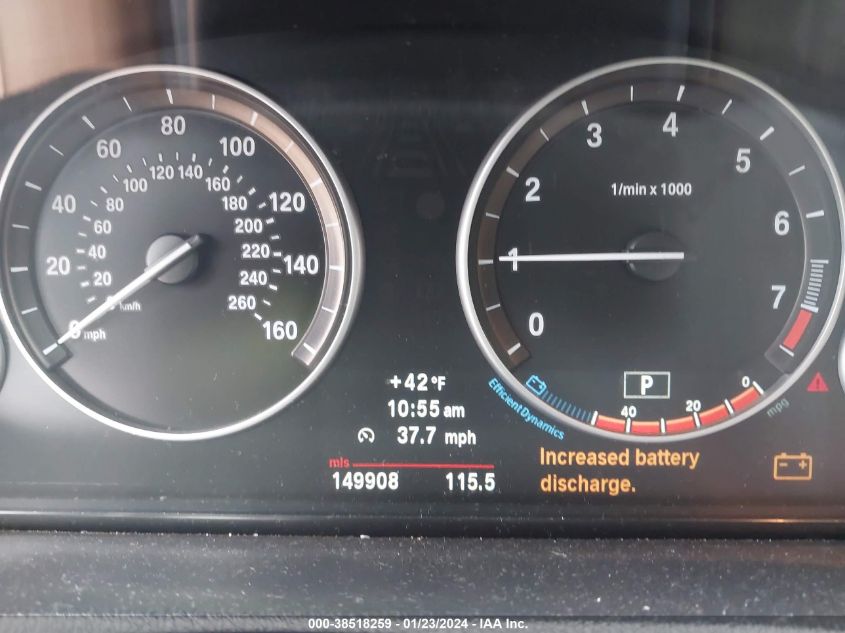 80
60
100
40
120
20
140
0 mph
160
120 140
100
160
80
180
60
200
40
220
20
240
km/h
260
4
3
5
2
1/min x 1000
6
1
7
0
P
EfficientDynamics
40 20 0
mpg
+42 °F
10:55 am
37.7 mph
mls
149908 115.5
Increased battery
discharge.
000-38518259 - 01/23/2024 - IAA Inc.